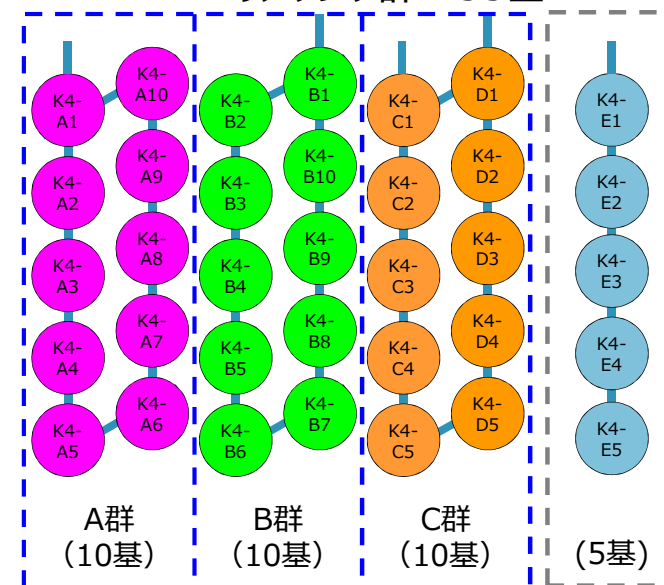 K4-
A1
K4-
A10
K4-
B2
K4-
B1
K4-
C1
K4-
D1
K4-
E1
K4-
A2
K4-
A9
K4-
B3
K4-
B10
K4-
C2
K4-
D2
K4-
E2
K4-
A3
K4-
A8
K4-
B4
K4-
B9
K4-
C3
K4-
D3
K4-
E3
K4-
A4
K4-
A7
K4-
B5
K4-
B8
K4-
C4
K4-
D4
K4-
E4
K4-
A5
K4-
A6
K4-
B6
K4-
B7
K4-
C5
K4-
D5
K4-
E5
A群
（10基）
B群
（10基）
C群
（10基）
(5基)